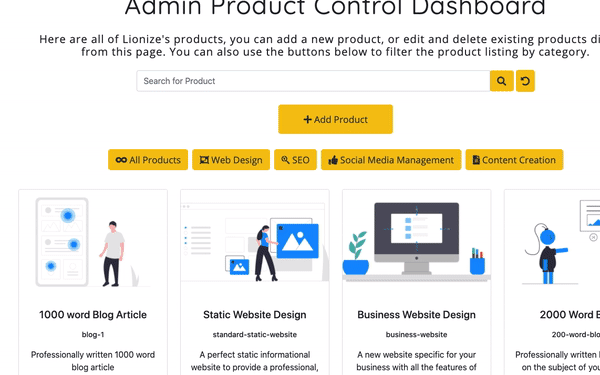 Admin Product Control Dashboard
Here are all of Lionize's products, you can add a new product, or edit and delete existing products di
from this page. You can also use the buttons below to filter the product listing by category.
Search for Product
Add Product
All Products Web Design SEO Social Media Management Content Creation
1000 word Blog Article Static Website Design Business Website Design 2000 Word B
blog-1 standard-static-website business-website 200-word-blo
Professionally written 1000 word A perfect static informational A new website specific for your Professionally wri
blog article website to provide a professional, business with all the features of on the subject of you